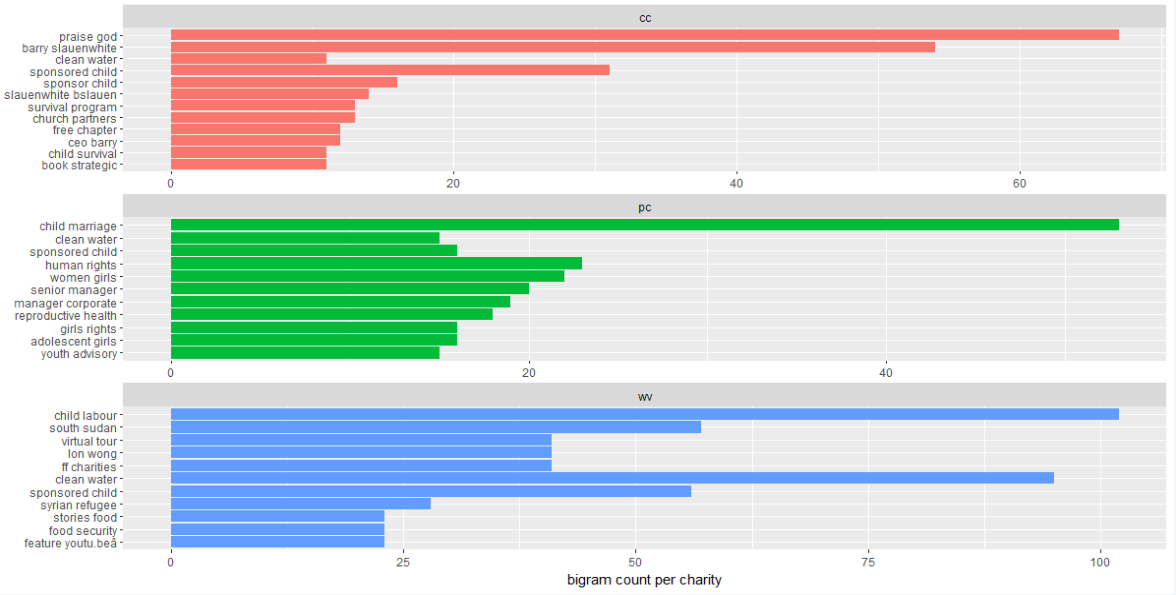 cc
praise god
barry slauenwhite
clean water
sponsored child
sponsor child
slauenwhite bslauen
survival program
church partners
free chapter
ceo barry
child survival
book strategic
0 20 40 60
pc
child marriage
clean water
sponsored child
human rights
women girls
senior manager
manager corporate
reproductive health
girls rights
adolescent girls
youth advisory
0 20 40
wv
child labour
south sudan
virtual tour
lon wong
ff charities
clean water
sponsored child
syrian refugee
stories food
food security
feature youtu.beâ
0 25 50 75 100
bigram count per charity